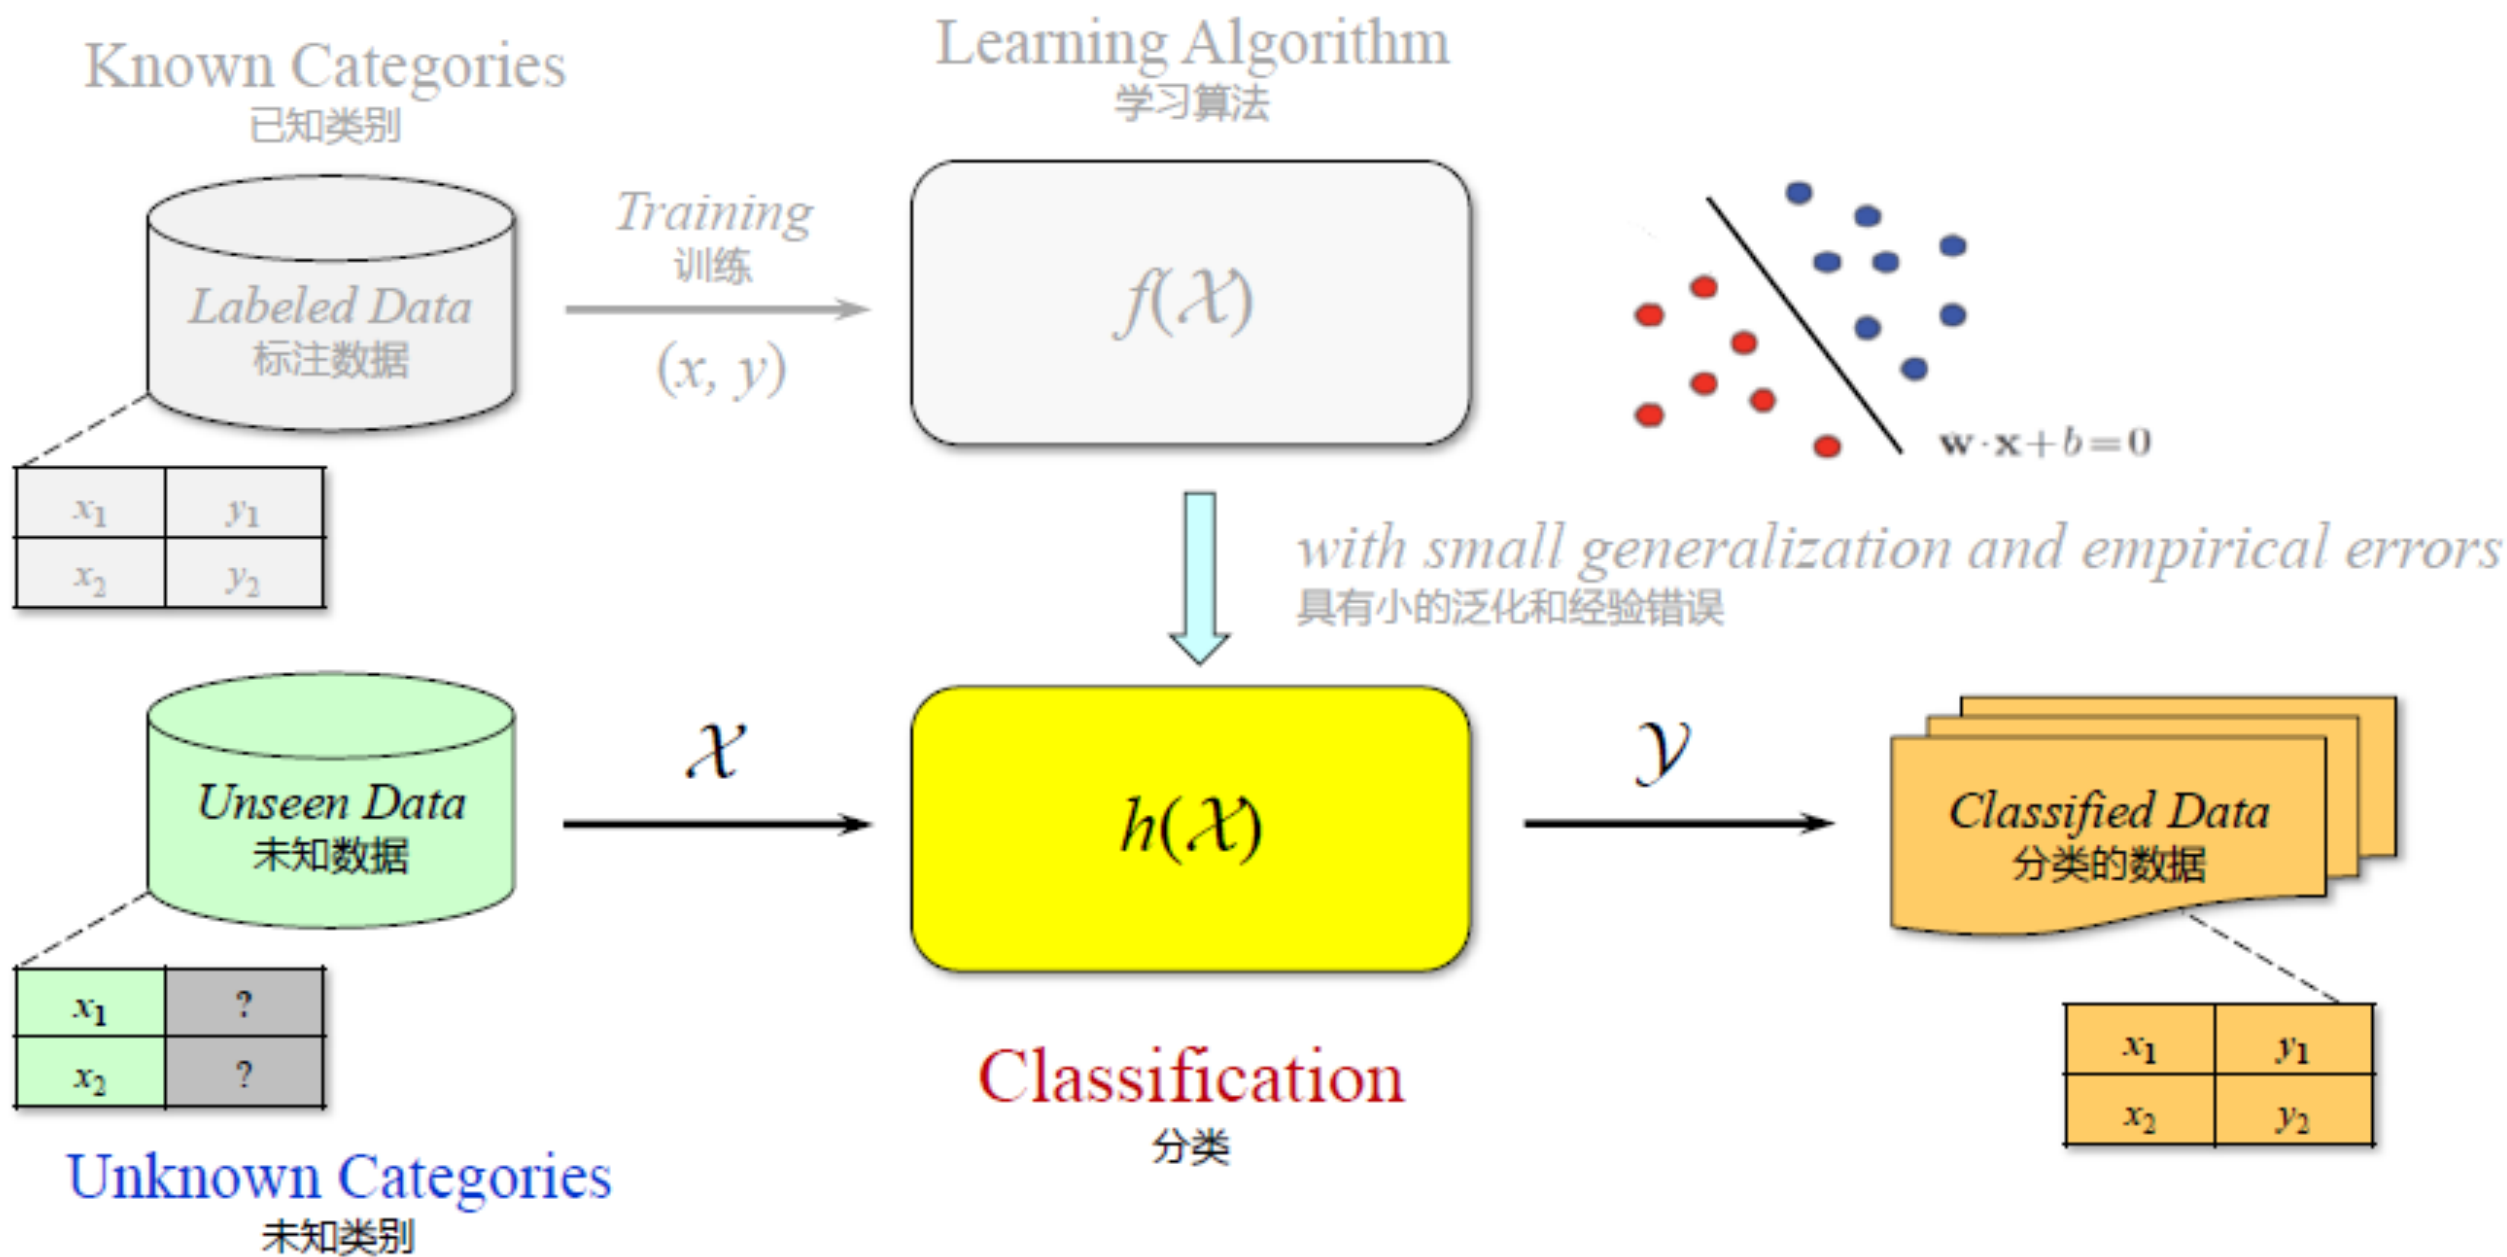 Known Categories
已知类别
Learning Algorithm
学习算法
Training
训练
(x, y)
Labeled Data
标注数据
f(𝒳)
w·x+b=0
x₁ y₁
x₂ y₂
with small generalization and empirical errors
具有小的泛化和经验错误
Unseen Data
未知数据
𝒳
h(𝒳)
𝒴
Classified Data
分类的数据
x₁ ?
x₂ ?
x₁ y₁
x₂ y₂
Classification
分类
Unknown Categories
未知类别